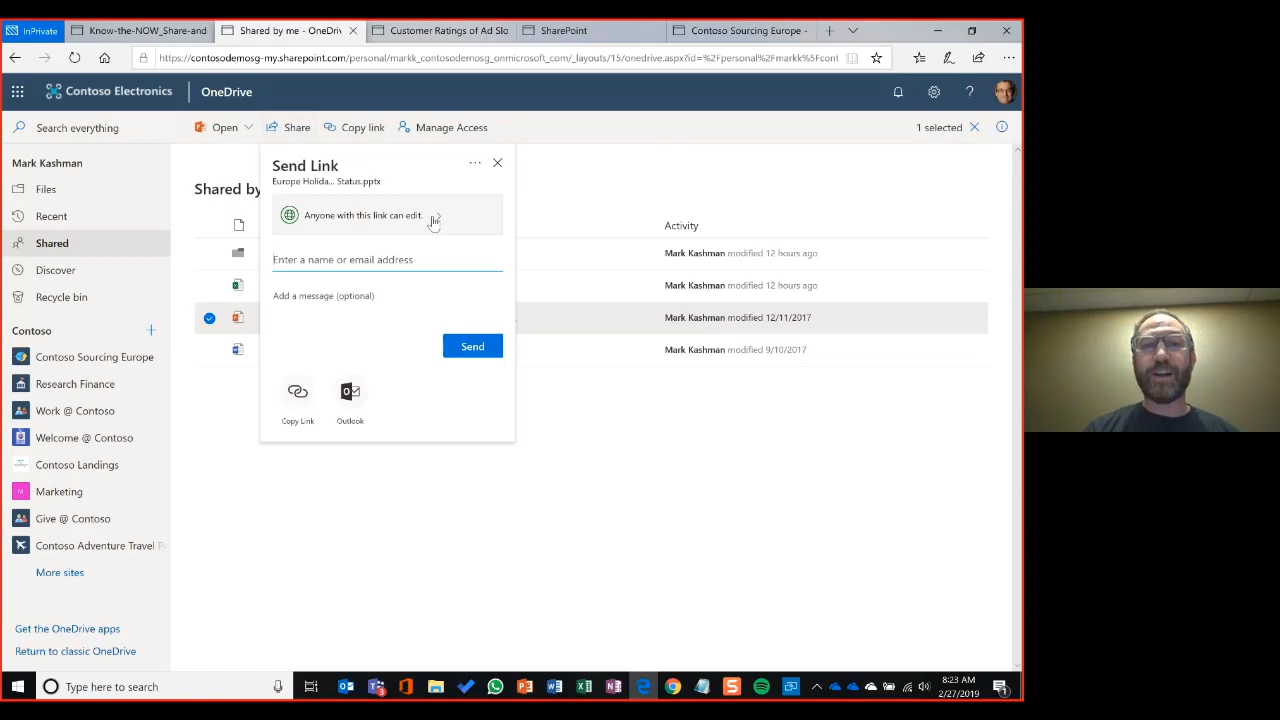 InPrivate
Know-the-NOW_Share-and
Shared by me - OneDriv
Customer Ratings of Ad Slo
SharePoint
Contoso Sourcing Europe -
https://contosodemosg-my.sharepoint.com/personal/markk_contosodemosg_onmicrosoft_com/_layouts/15/onedrive.aspx?id=%2Fpersonal%2Fmarkk%5Fcont
Contoso Electronics
OneDrive
?
Search everything
Open
Share
Copy link
Manage Access
1 selected
Mark Kashman
Files
Recent
Shared
Discover
Recycle bin
Contoso
Contoso Sourcing Europe
Research Finance
Work @ Contoso
Welcome @ Contoso
Contoso Landings
M Marketing
Give @ Contoso
Contoso Adventure Travel P
More sites
Get the OneDrive apps
Return to classic OneDrive
Shared by
Send Link
Europe Holida... Status.pptx
Anyone with this link can edit.
Enter a name or email address
Add a message (optional)
Send
Copy Link
Outlook
Activity
Mark Kashman modified 12 hours ago
Mark Kashman modified 12 hours ago
Mark Kashman modified 12/11/2017
Mark Kashman modified 9/10/2017
Type here to search
8:23 AM
2/27/2019